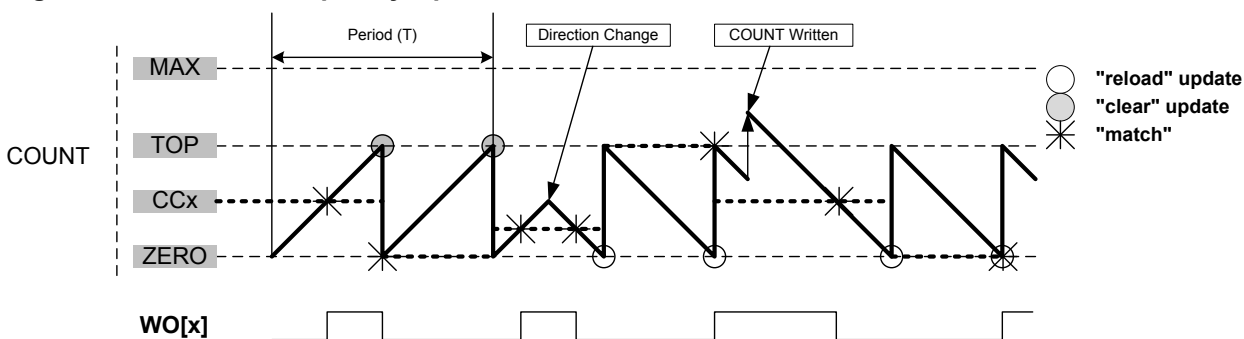 Period (T)
Direction Change
COUNT Written
MAX
"reload" update
"clear" update
"match"
COUNT
TOP
CCx
ZERO
WO[x]